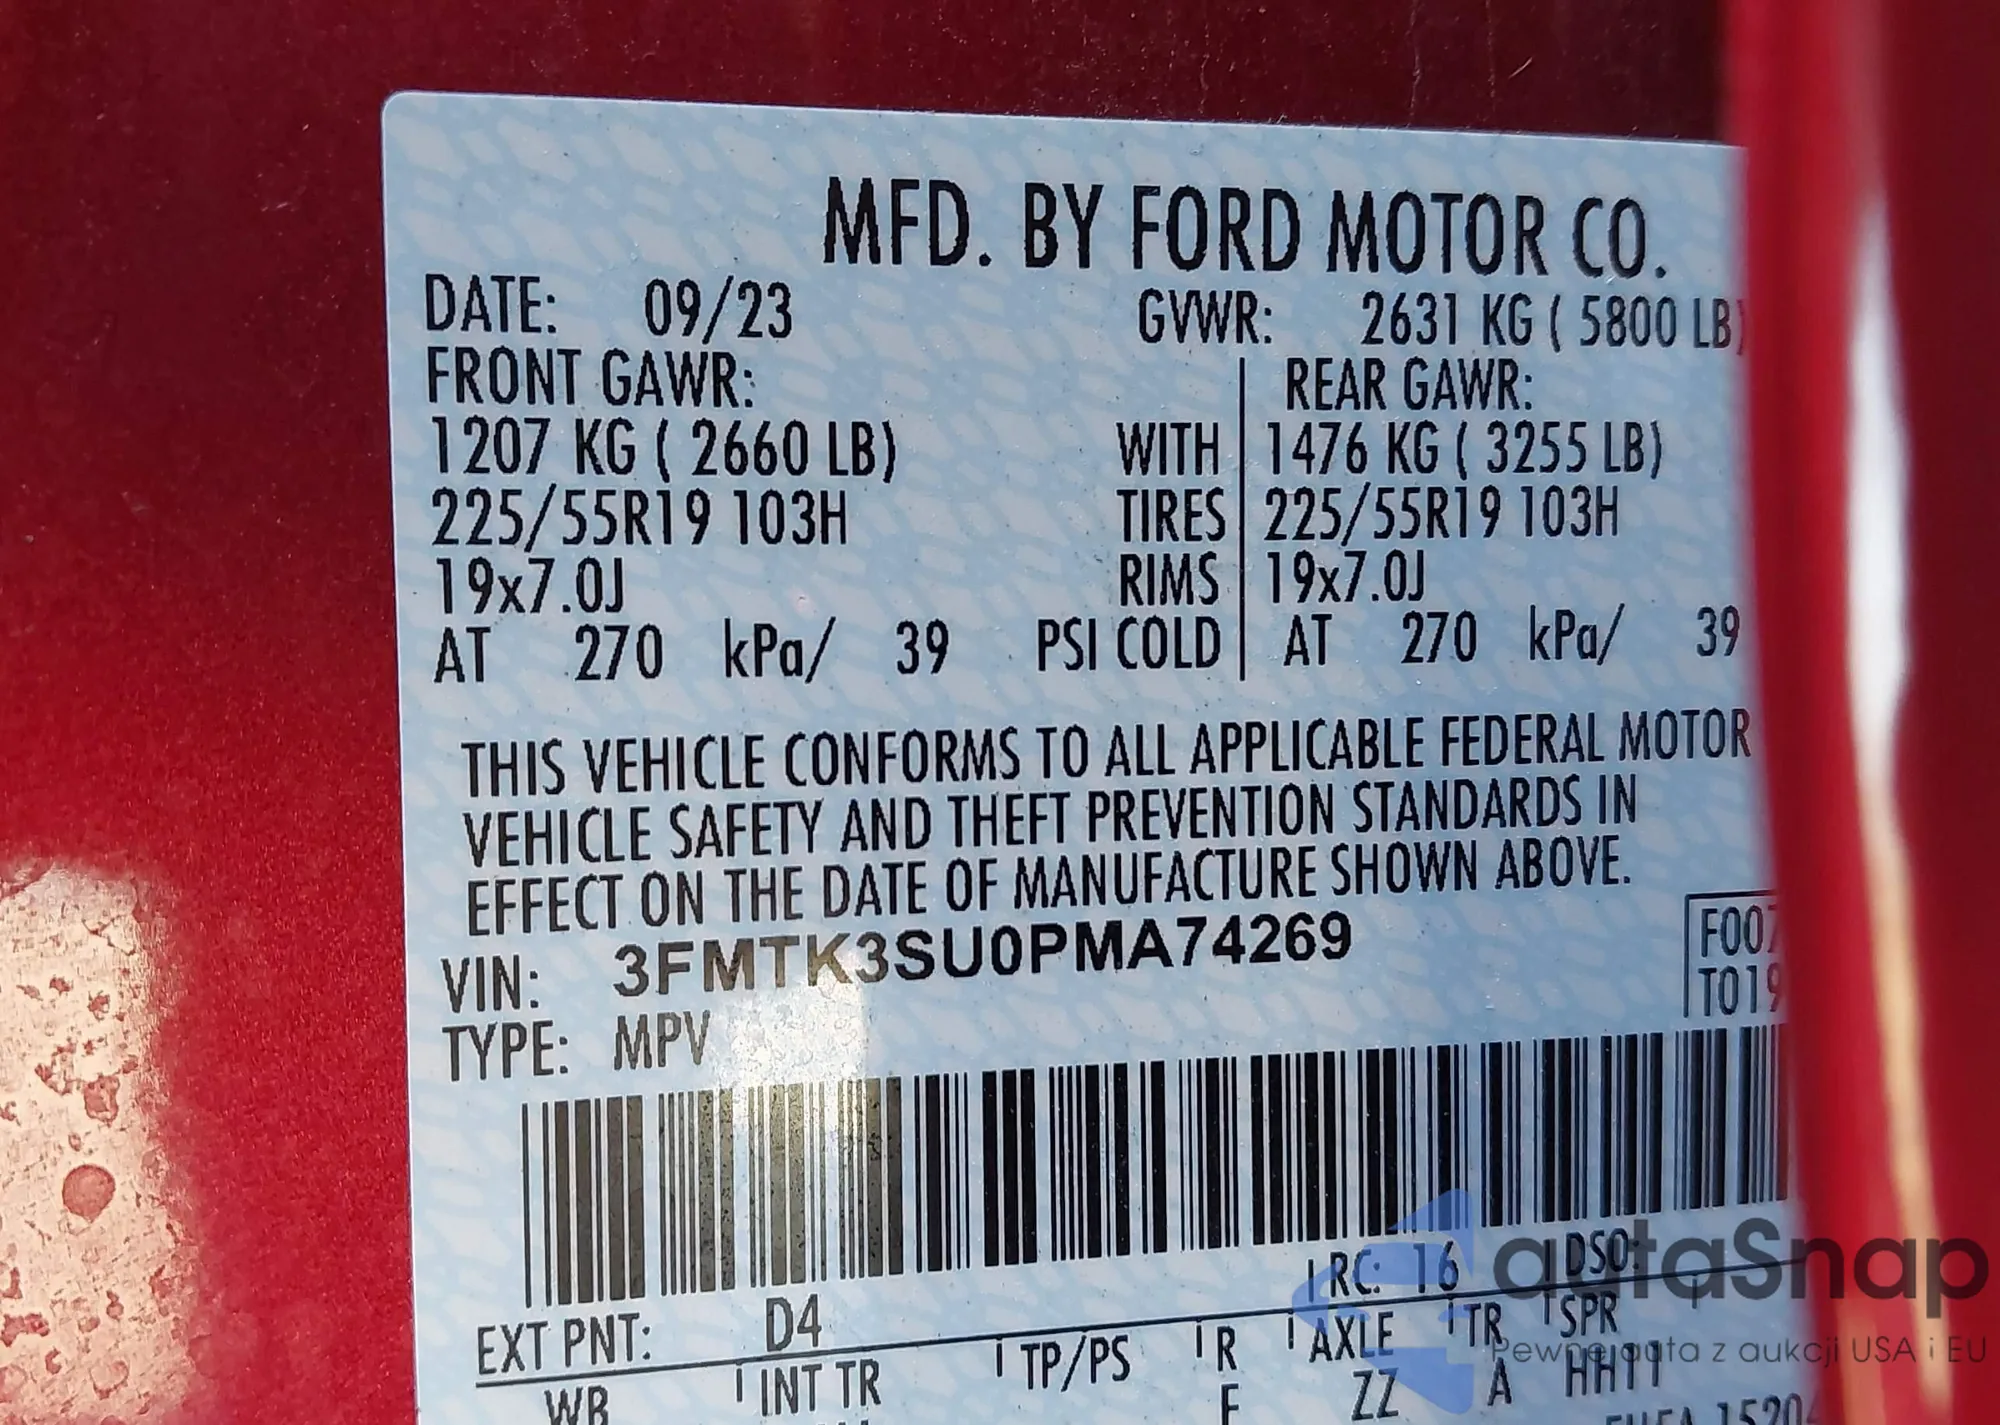 MFD. BY FORD MOTOR CO.
DATE: 09/23 GVWR: 2631 KG ( 5800 LB)
FRONT GAWR: REAR GAWR:
1207 KG ( 2660 LB) WITH 1476 KG ( 3255 LB)
225/55R19 103H TIRES 225/55R19 103H
19x7.0J RIMS 19x7.0J
AT 270 kPa/ 39 PSI COLD AT 270 kPa/ 39
THIS VEHICLE CONFORMS TO ALL APPLICABLE FEDERAL MOTOR
VEHICLE SAFETY AND THEFT PREVENTION STANDARDS IN
EFFECT ON THE DATE OF MANUFACTURE SHOWN ABOVE.
VIN: 3FMTK3SU0PMA74269
F007
T019
TYPE: MPV
EXT PNT: D4 RC: 16 DSO:
WB INT TR TP/PS R AXLE TR SPR
F ZZ A HH11
autaSnap
Pewne auta z aukcji USA i EU